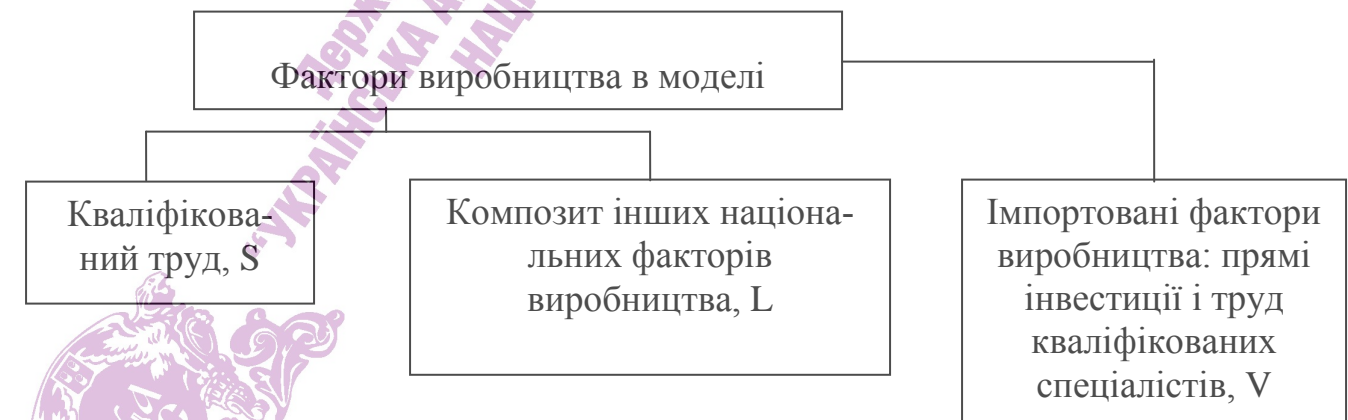 Фактори виробництва в моделі
Кваліфікова-
ний труд, S
Композит інших націона-
льних факторів
виробництва, L
Імпортовані фактори
виробництва: прямі
інвестиції і труд
кваліфікованих
спеціалістів, V
"УКРАЇНСЬКА А